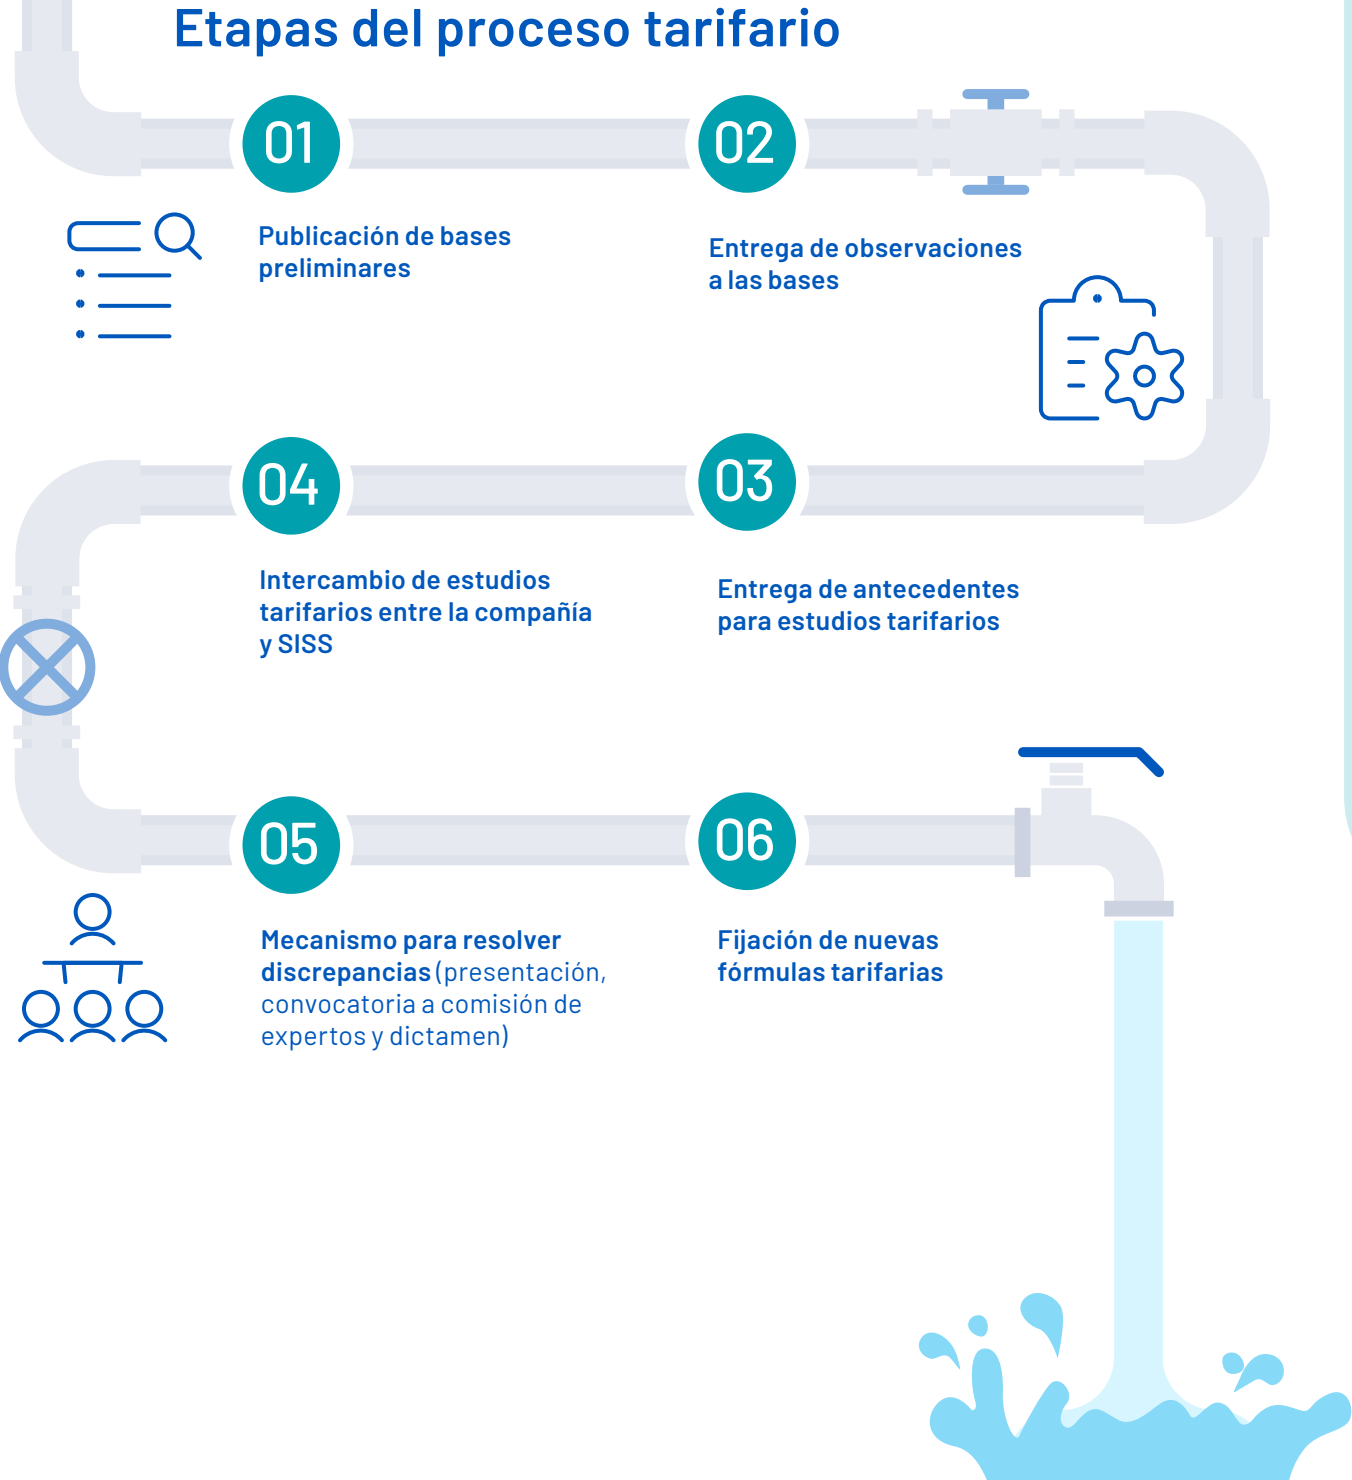 Etapas del proceso tarifario
01
Publicación de bases
preliminares
02
Entrega de observaciones
a las bases
03
Entrega de antecedentes
para estudios tarifarios
04
Intercambio de estudios
tarifarios entre la compañía
y SISS
05
Mecanismo para resolver
discrepancias (presentación,
convocatoria a comisión de
expertos y dictamen)
06
Fijación de nuevas
fórmulas tarifarias